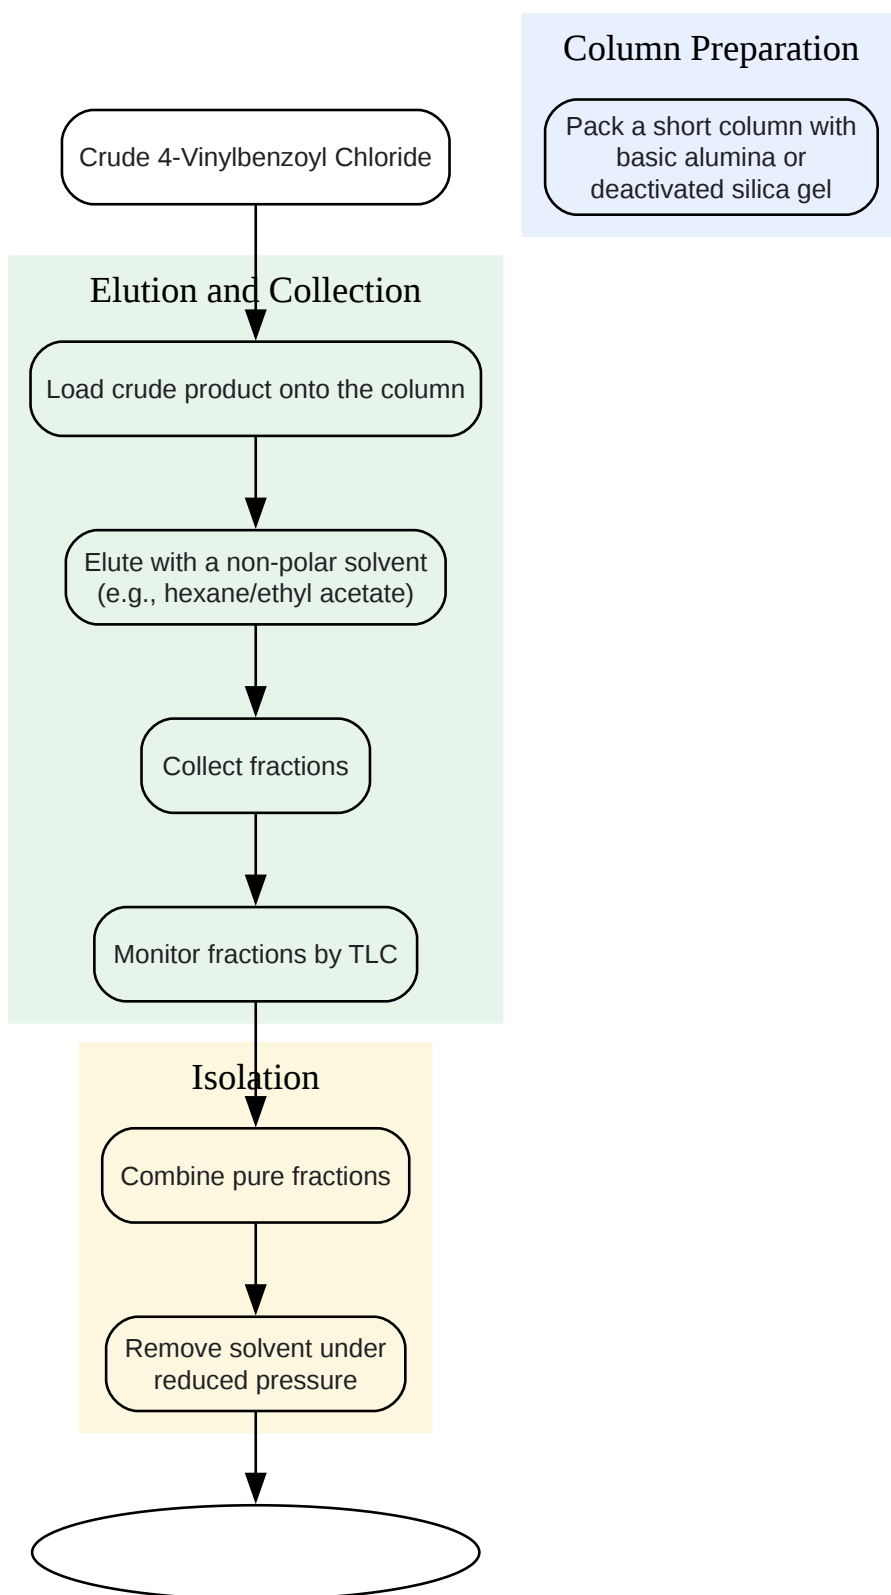 Column Preparation
Pack a short column with
basic alumina or
deactivated silica gel
Crude 4-Vinylbenzoyl Chloride
Elution and Collection
Load crude product onto the column
Elute with a non-polar solvent
(e.g., hexane/ethyl acetate)
Collect fractions
Monitor fractions by TLC
Isolation
Combine pure fractions
Remove solvent under
reduced pressure